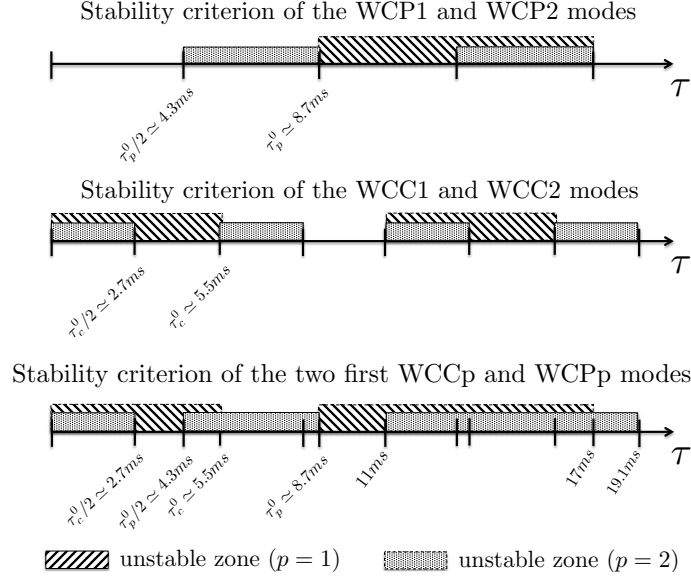 Stability criterion of the WCP1 and WCP2 modes
τ
τ_p^0/2 ≃ 4.3ms
τ_p^0 ≃ 8.7ms
Stability criterion of the WCC1 and WCC2 modes
τ
τ_c^0/2 ≃ 2.7ms
τ_c^0 ≃ 5.5ms
Stability criterion of the two first WCCp and WCPp modes
τ
τ_c^0/2 ≃ 2.7ms
τ_p^0/2 ≃ 4.3ms
τ_c^0 ≃ 5.5ms
τ_p^0 ≃ 8.7ms
11ms
17ms
19.1ms
unstable zone (p = 1)
unstable zone (p = 2)